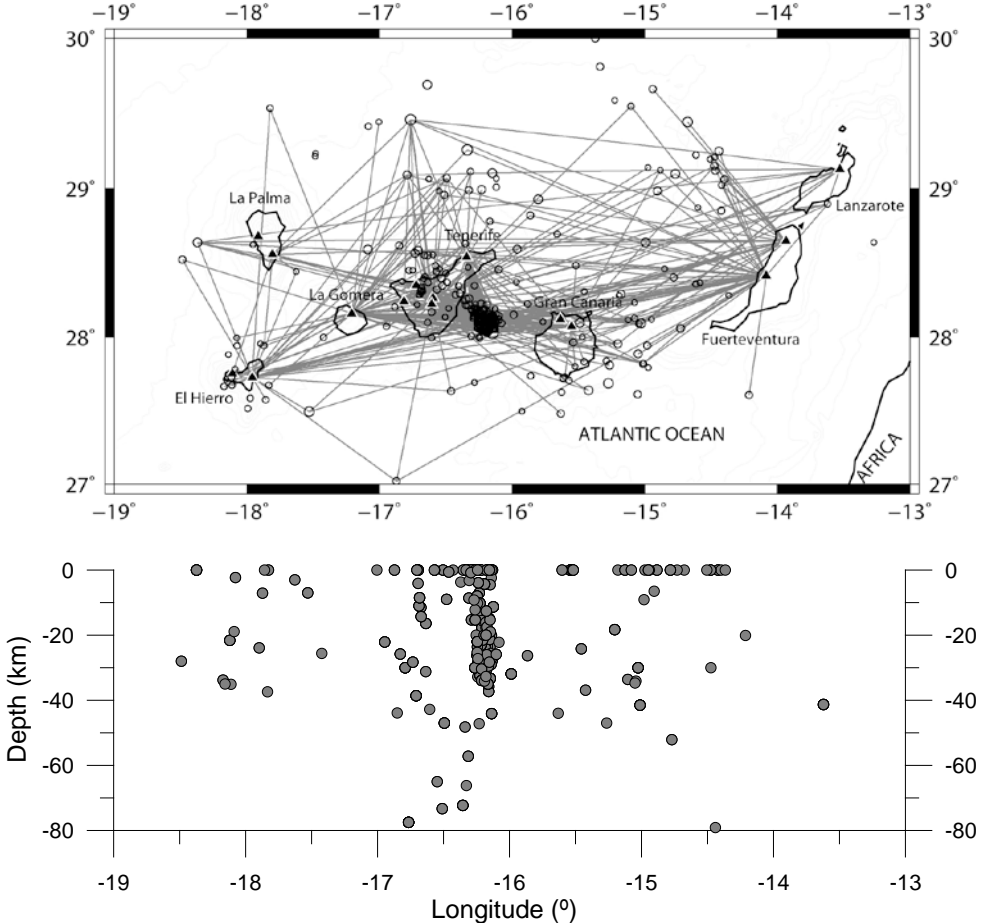 −19˚ −18˚ −17˚ −16˚ −15˚ −14˚ −13˚
30˚ 30˚
29˚ 29˚
La Palma
Lanzarote
Tenerife
La Gomera
Gran Canaria
28˚ 28˚
Fuerteventura
El Hierro
ATLANTIC OCEAN
AFRICA
27˚ 27˚
−19˚ −18˚ −17˚ −16˚ −15˚ −14˚ −13˚
0 0
-20 -20
Depth (km)
-40 -40
-60 -60
-80 -80
-19 -18 -17 -16 -15 -14 -13
Longitude (º)